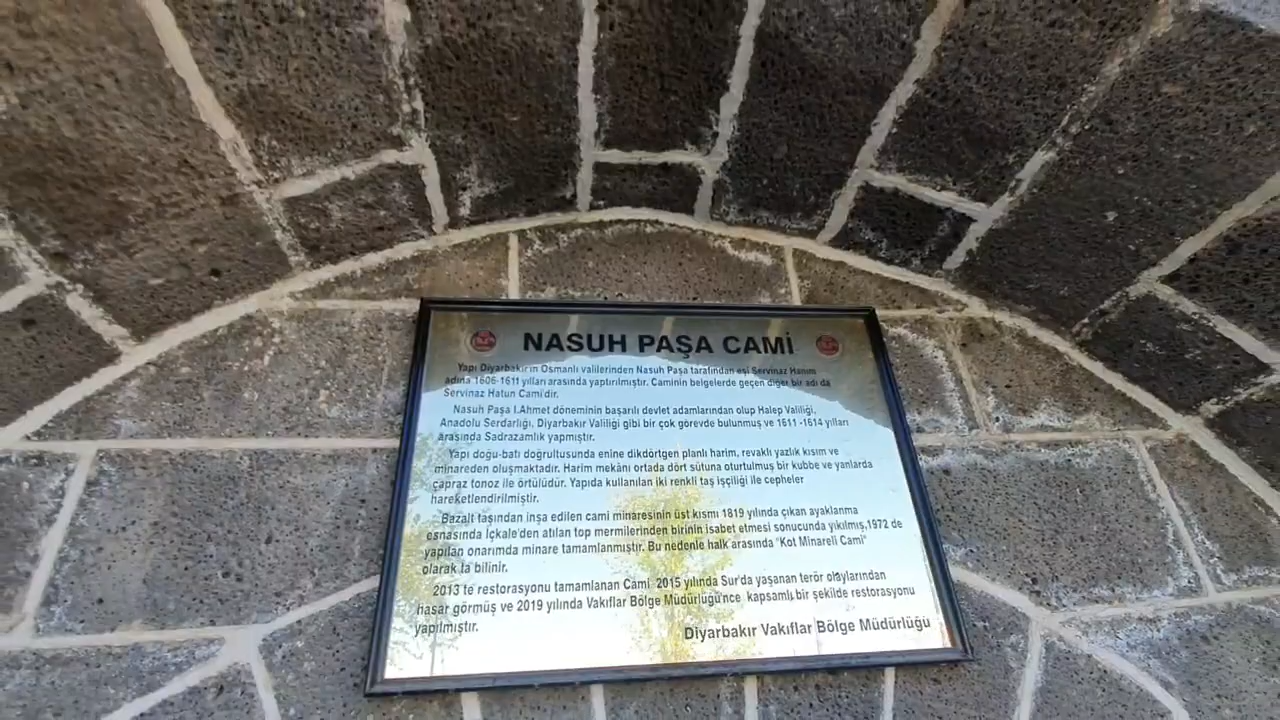 NASUH PAŞA CAMİ
Yapı Diyarbakır'ın Osmanlı valilerinden Nasuh Paşa tarafından eşi Servinaz Hanım
adına 1606-1611 yılları arasında yaptırılmıştır. Caminin belgelerde geçen diğer bir adı da
Servinaz Hatun Cami'dir.
Nasuh Paşa I.Ahmet döneminin başarılı devlet adamlarından olup Halep Valiliği,
Anadolu Serdarlığı, Diyarbakır Valiliği gibi bir çok görevde bulunmuş ve 1611 -1614 yılları
arasında Sadrazamlık yapmıştır.
Yapı doğu-batı doğrultusunda enine dikdörtgen planlı harim, revaklı yazlık kısım ve
minareden oluşmaktadır. Harim mekânı ortada dört sütuna oturtulmuş bir kubbe ve yanlarda
çapraz tonoz ile örtülüdür. Yapıda kullanılan iki renkli taş işçiliği ile cepheler
hareketlendirilmiştir.
Bazalt taşından inşa edilen cami minaresinin üst kısmı 1819 yılında çıkan ayaklanma
esnasında İçkale'den atılan top mermilerinden birinin isabet etmesi sonucunda yıkılmış,1972 de
yapılan onarımda minare tamamlanmıştır. Bu nedenle halk arasında "Kot Minareli Cami"
olarak ta bilinir.
2013'te restorasyonu tamamlanan Cami 2015 yılında Sur'da yaşanan terör olaylarından
hasar görmüş ve 2019 yılında Vakıflar Bölge Müdürlüğü'nce kapsamlı bir şekilde restorasyonu
yapılmıştır.
Diyarbakır Vakıflar Bölge Müdürlüğü